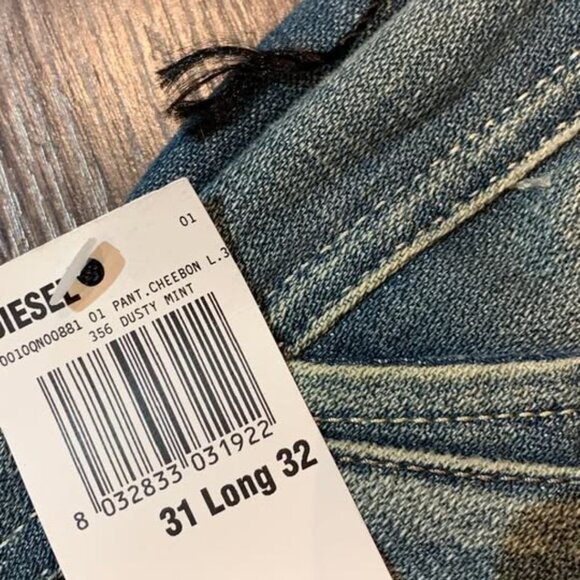 01
DIESEL
0010QN00881 01 PANT.CHEEBON L.3
356 DUSTY MINT
8 032833 031922
31 Long 32